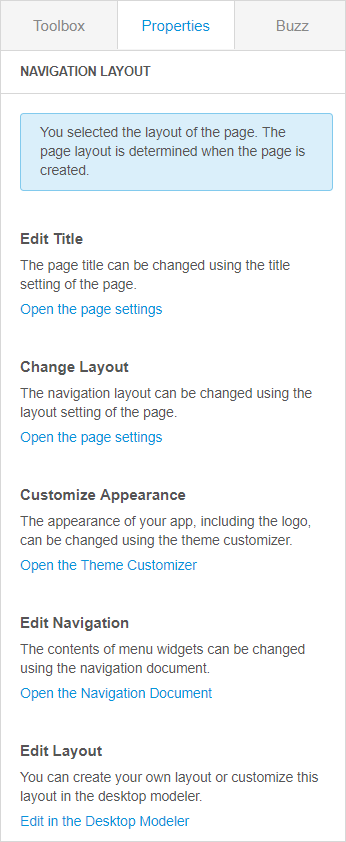 Toolbox Properties Buzz
NAVIGATION LAYOUT
You selected the layout of the page. The
page layout is determined when the page is
created.
Edit Title
The page title can be changed using the title
setting of the page.
Open the page settings
Change Layout
The navigation layout can be changed using the
layout setting of the page.
Open the page settings
Customize Appearance
The appearance of your app, including the logo,
can be changed using the theme customizer.
Open the Theme Customizer
Edit Navigation
The contents of menu widgets can be changed
using the navigation document.
Open the Navigation Document
Edit Layout
You can create your own layout or customize this
layout in the desktop modeler.
Edit in the Desktop Modeler